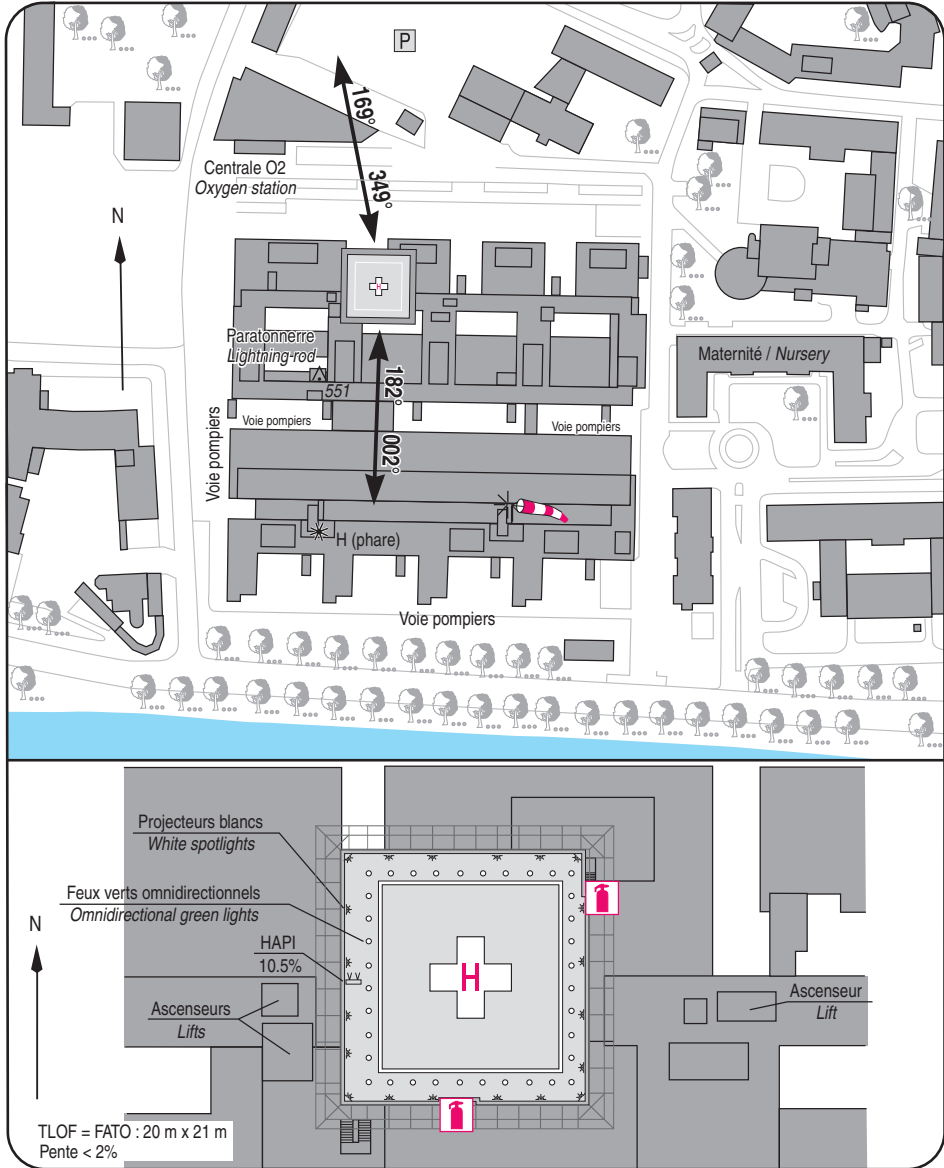 P
169°
349°
Centrale O2
Oxygen station
N
H
Paratonnerre
Lightning-rod
551
182°
002°
Maternité / Nursery
Voie pompiers
Voie pompiers
Voie pompiers
H (phare)
Voie pompiers
Projecteurs blancs
White spotlights
Feux verts omnidirectionnels
Omnidirectional green lights
N
HAPI
10.5%
H
Ascenseurs
Lifts
Ascenseur
Lift
TLOF = FATO : 20 m x 21 m
Pente < 2%